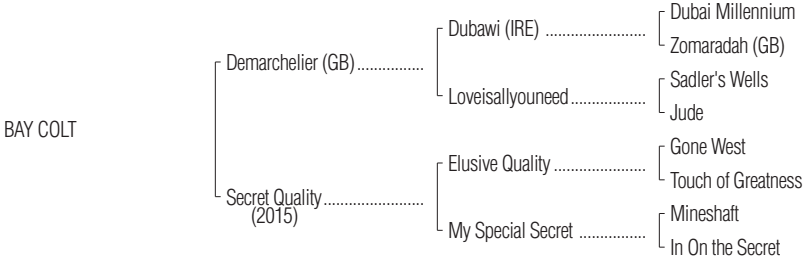 Dubai Millennium
Dubawi (IRE) ........................
Zomaradah (GB)
Demarchelier (GB)................
Sadler's Wells
Loveisallyouneed..................
Jude
BAY COLT
Gone West
Elusive Quality ......................
Touch of Greatness
Secret Quality........................
(2015)
Mineshaft
My Special Secret ................
In On the Secret